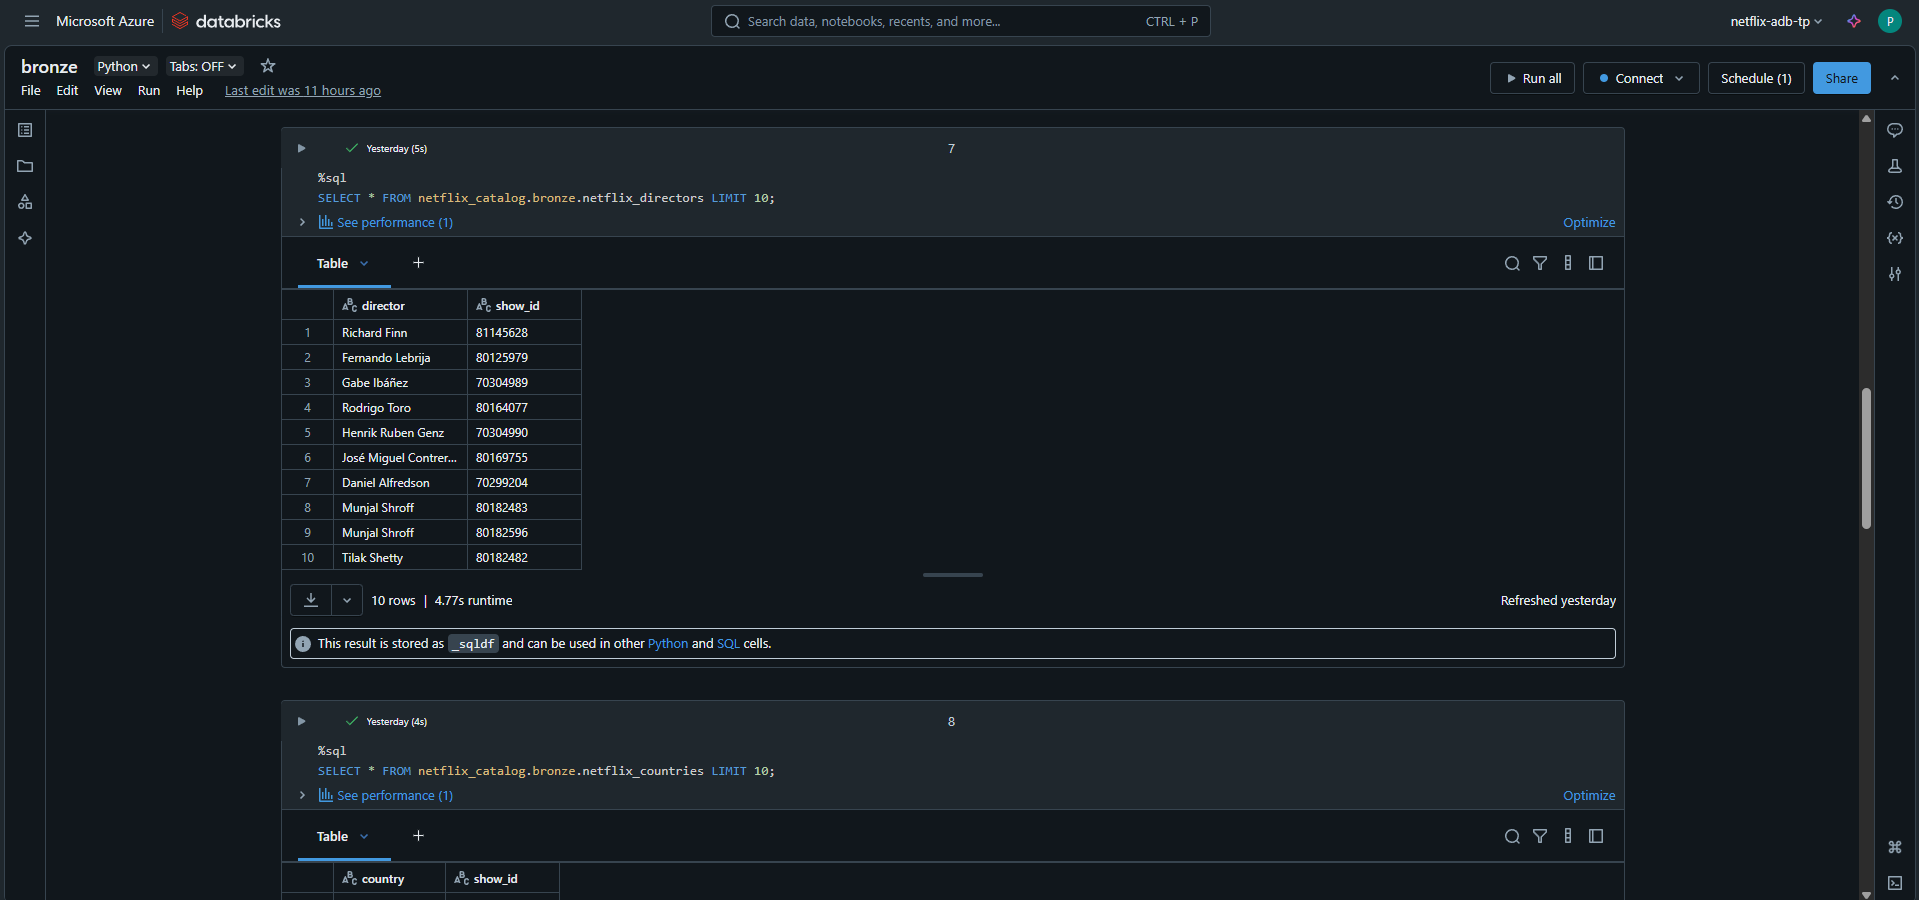 Microsoft Azure databricks Search data, notebooks, recents, and more... CTRL + P netflix-adb-tp P
bronze Python Tabs: OFF
File Edit View Run Help Last edit was 11 hours ago Run all Connect Schedule (1) Share
Yesterday (5s) 7
%sql
SELECT * FROM netflix_catalog.bronze.netflix_directors LIMIT 10;
See performance (1) Optimize
Table +
ABC director ABC show_id
1 Richard Finn 81145628
2 Fernando Lebrija 80125979
3 Gabe Ibáñez 70304989
4 Rodrigo Toro 80164077
5 Henrik Ruben Genz 70304990
6 José Miguel Contrer... 80169755
7 Daniel Alfredson 70299204
8 Munjal Shroff 80182483
9 Munjal Shroff 80182596
10 Tilak Shetty 80182482
10 rows | 4.77s runtime Refreshed yesterday
This result is stored as _sqldf and can be used in other Python and SQL cells.
Yesterday (4s) 8
%sql
SELECT * FROM netflix_catalog.bronze.netflix_countries LIMIT 10;
See performance (1) Optimize
Table +
ABC country ABC show_id